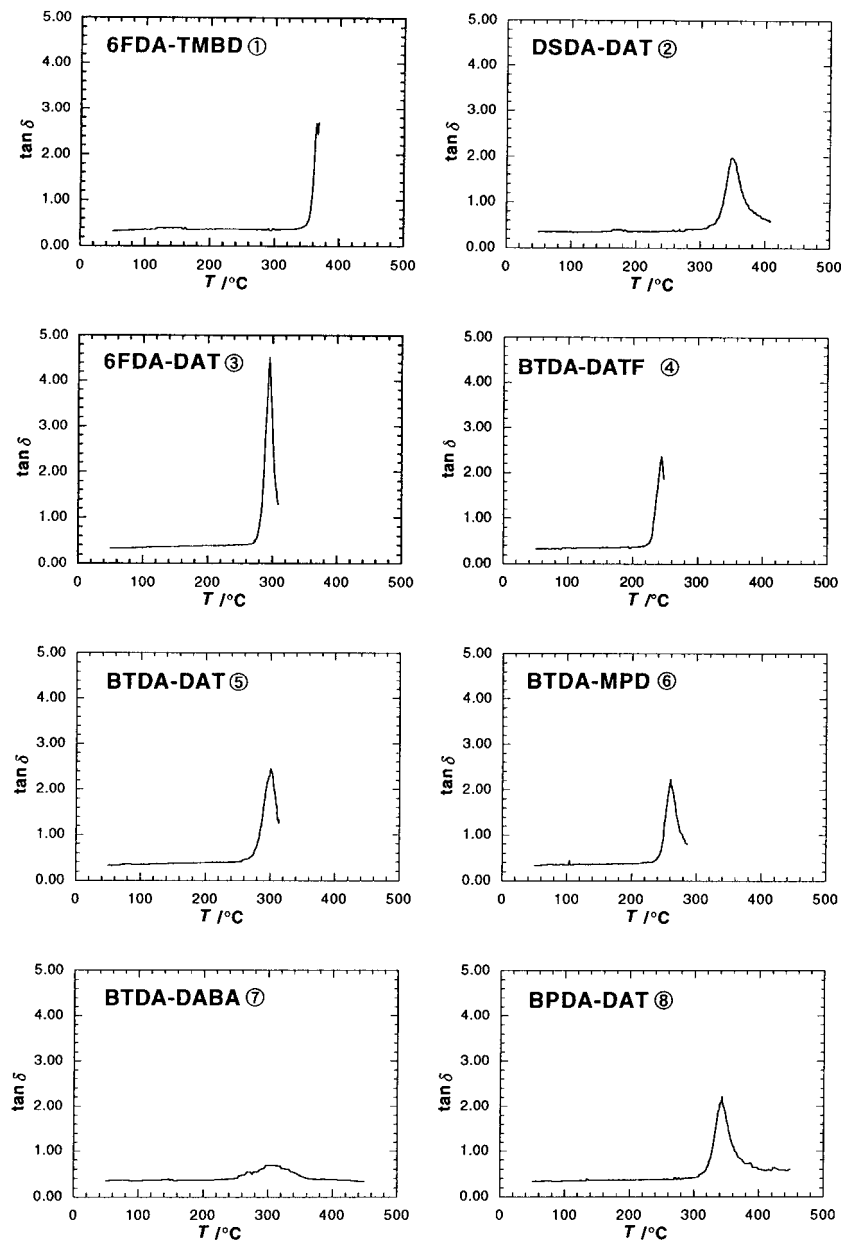 6FDA-TMBD ①
5.00
4.00
3.00
2.00
1.00
0.00
tan δ
0 100 200 300 400 500
T /°C
DSDA-DAT ②
5.00
4.00
3.00
2.00
1.00
0.00
tan δ
0 100 200 300 400 500
T /°C
6FDA-DAT ③
5.00
4.00
3.00
2.00
1.00
0.00
tan δ
0 100 200 300 400 500
T /°C
BTDA-DATF ④
5.00
4.00
3.00
2.00
1.00
0.00
tan δ
0 100 200 300 400 500
T /°C
BTDA-DAT ⑤
5.00
4.00
3.00
2.00
1.00
0.00
tan δ
0 100 200 300 400 500
T /°C
BTDA-MPD ⑥
5.00
4.00
3.00
2.00
1.00
0.00
tan δ
0 100 200 300 400 500
T /°C
BTDA-DABA ⑦
5.00
4.00
3.00
2.00
1.00
0.00
tan δ
0 100 200 300 400 500
T /°C
BPDA-DAT ⑧
5.00
4.00
3.00
2.00
1.00
0.00
tan δ
0 100 200 300 400 500
T /°C